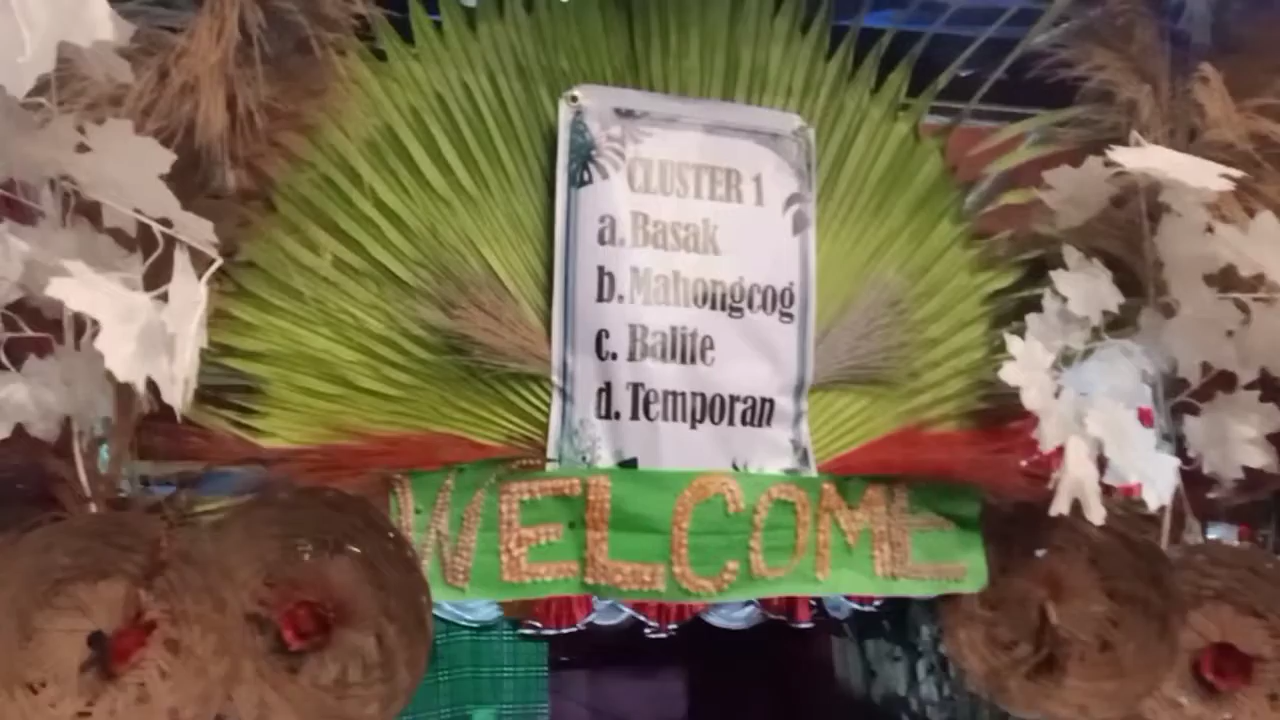 CLUSTER 1
a. Basak
b. Mahongcog
c. Balite
d. Temporan
WELCOME